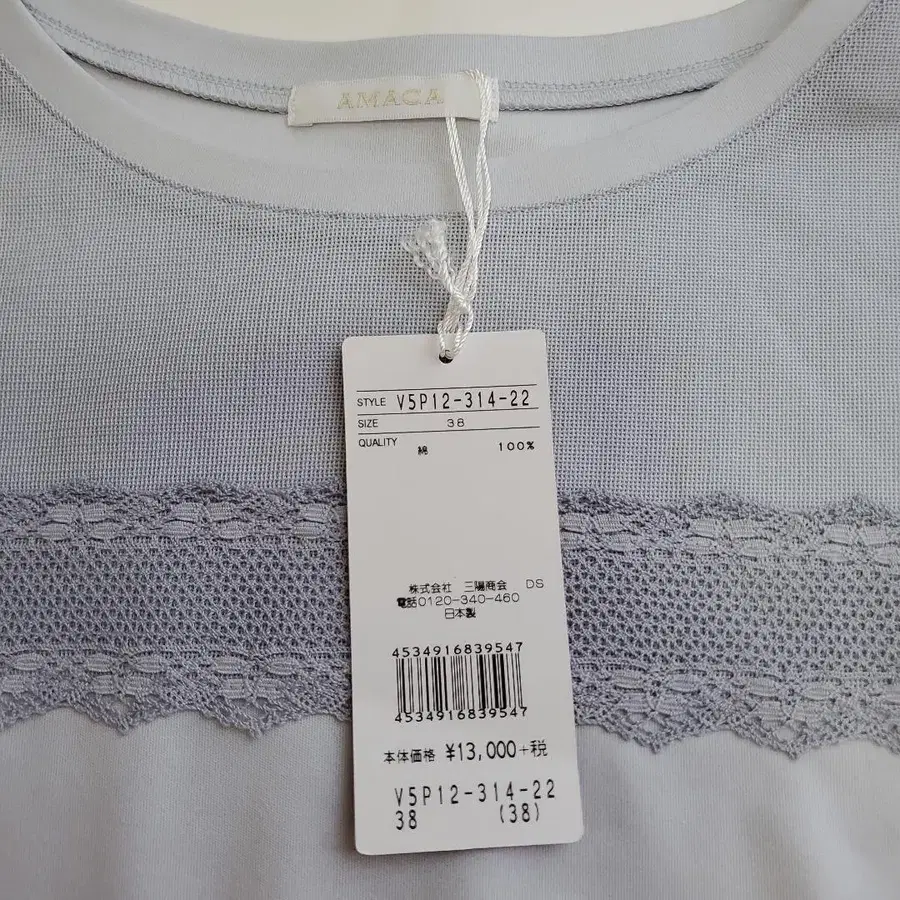 AMACA
STYLE V5P12-314-22
SIZE 38
QUALITY
綿 100%
株式会社 三陽商会 DS
電話0120-340-460
日本製
4534916839547
4534916839547
本体価格 ¥13,000+税
V5P12-314-22
38 (38)